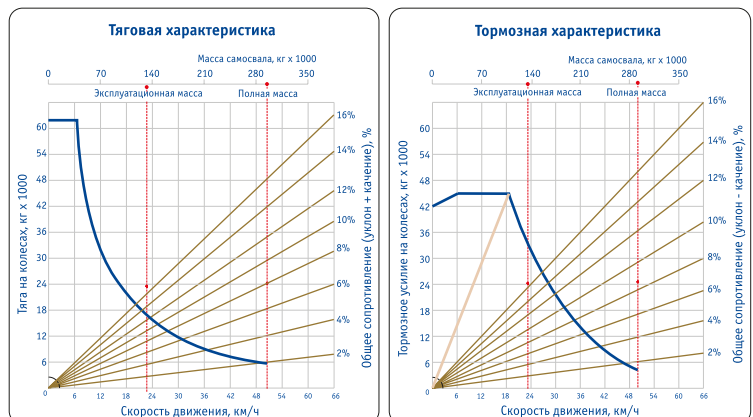 Тяговая характеристика
Масса самосвала, кг x 1000
0 70 140 210 280 350
Эксплуатационная масса Полная масса
16%
14%
12%
10%
8%
6%
4%
2%
60
54
48
42
36
30
24
18
12
6
0 6 12 18 24 30 36 42 48 54 60 66
Тяга на колесах, кг x 1000
Общее сопротивление (уклон + качение), %
Скорость движения, км/ч
Тормозная характеристика
Масса самосвала, кг x 1000
0 70 140 210 280 350
Эксплуатационная масса Полная масса
16%
14%
12%
10%
8%
6%
4%
2%
60
54
48
42
36
30
24
18
12
6
0 6 12 18 24 30 36 42 48 54 60 66
Тормозное усилие на колесах, кг x 1000
Общее сопротивление (уклон - качение), %
Скорость движения, км/ч